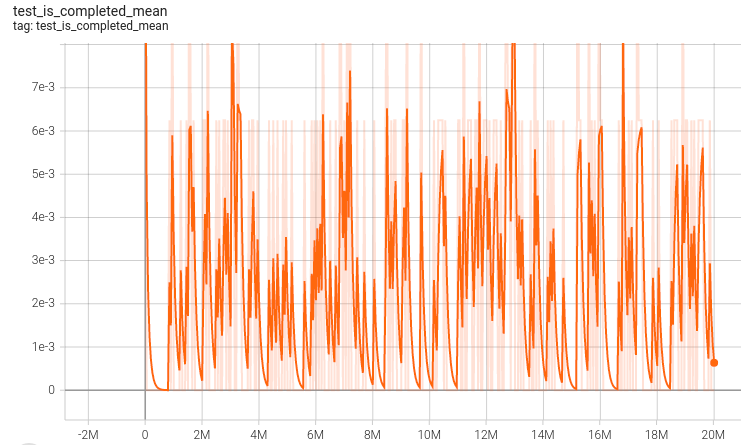 test_is_completed_mean
tag: test_is_completed_mean
7e-3
6e-3
5e-3
4e-3
3e-3
2e-3
1e-3
0
-2M 0 2M 4M 6M 8M 10M 12M 14M 16M 18M 20M